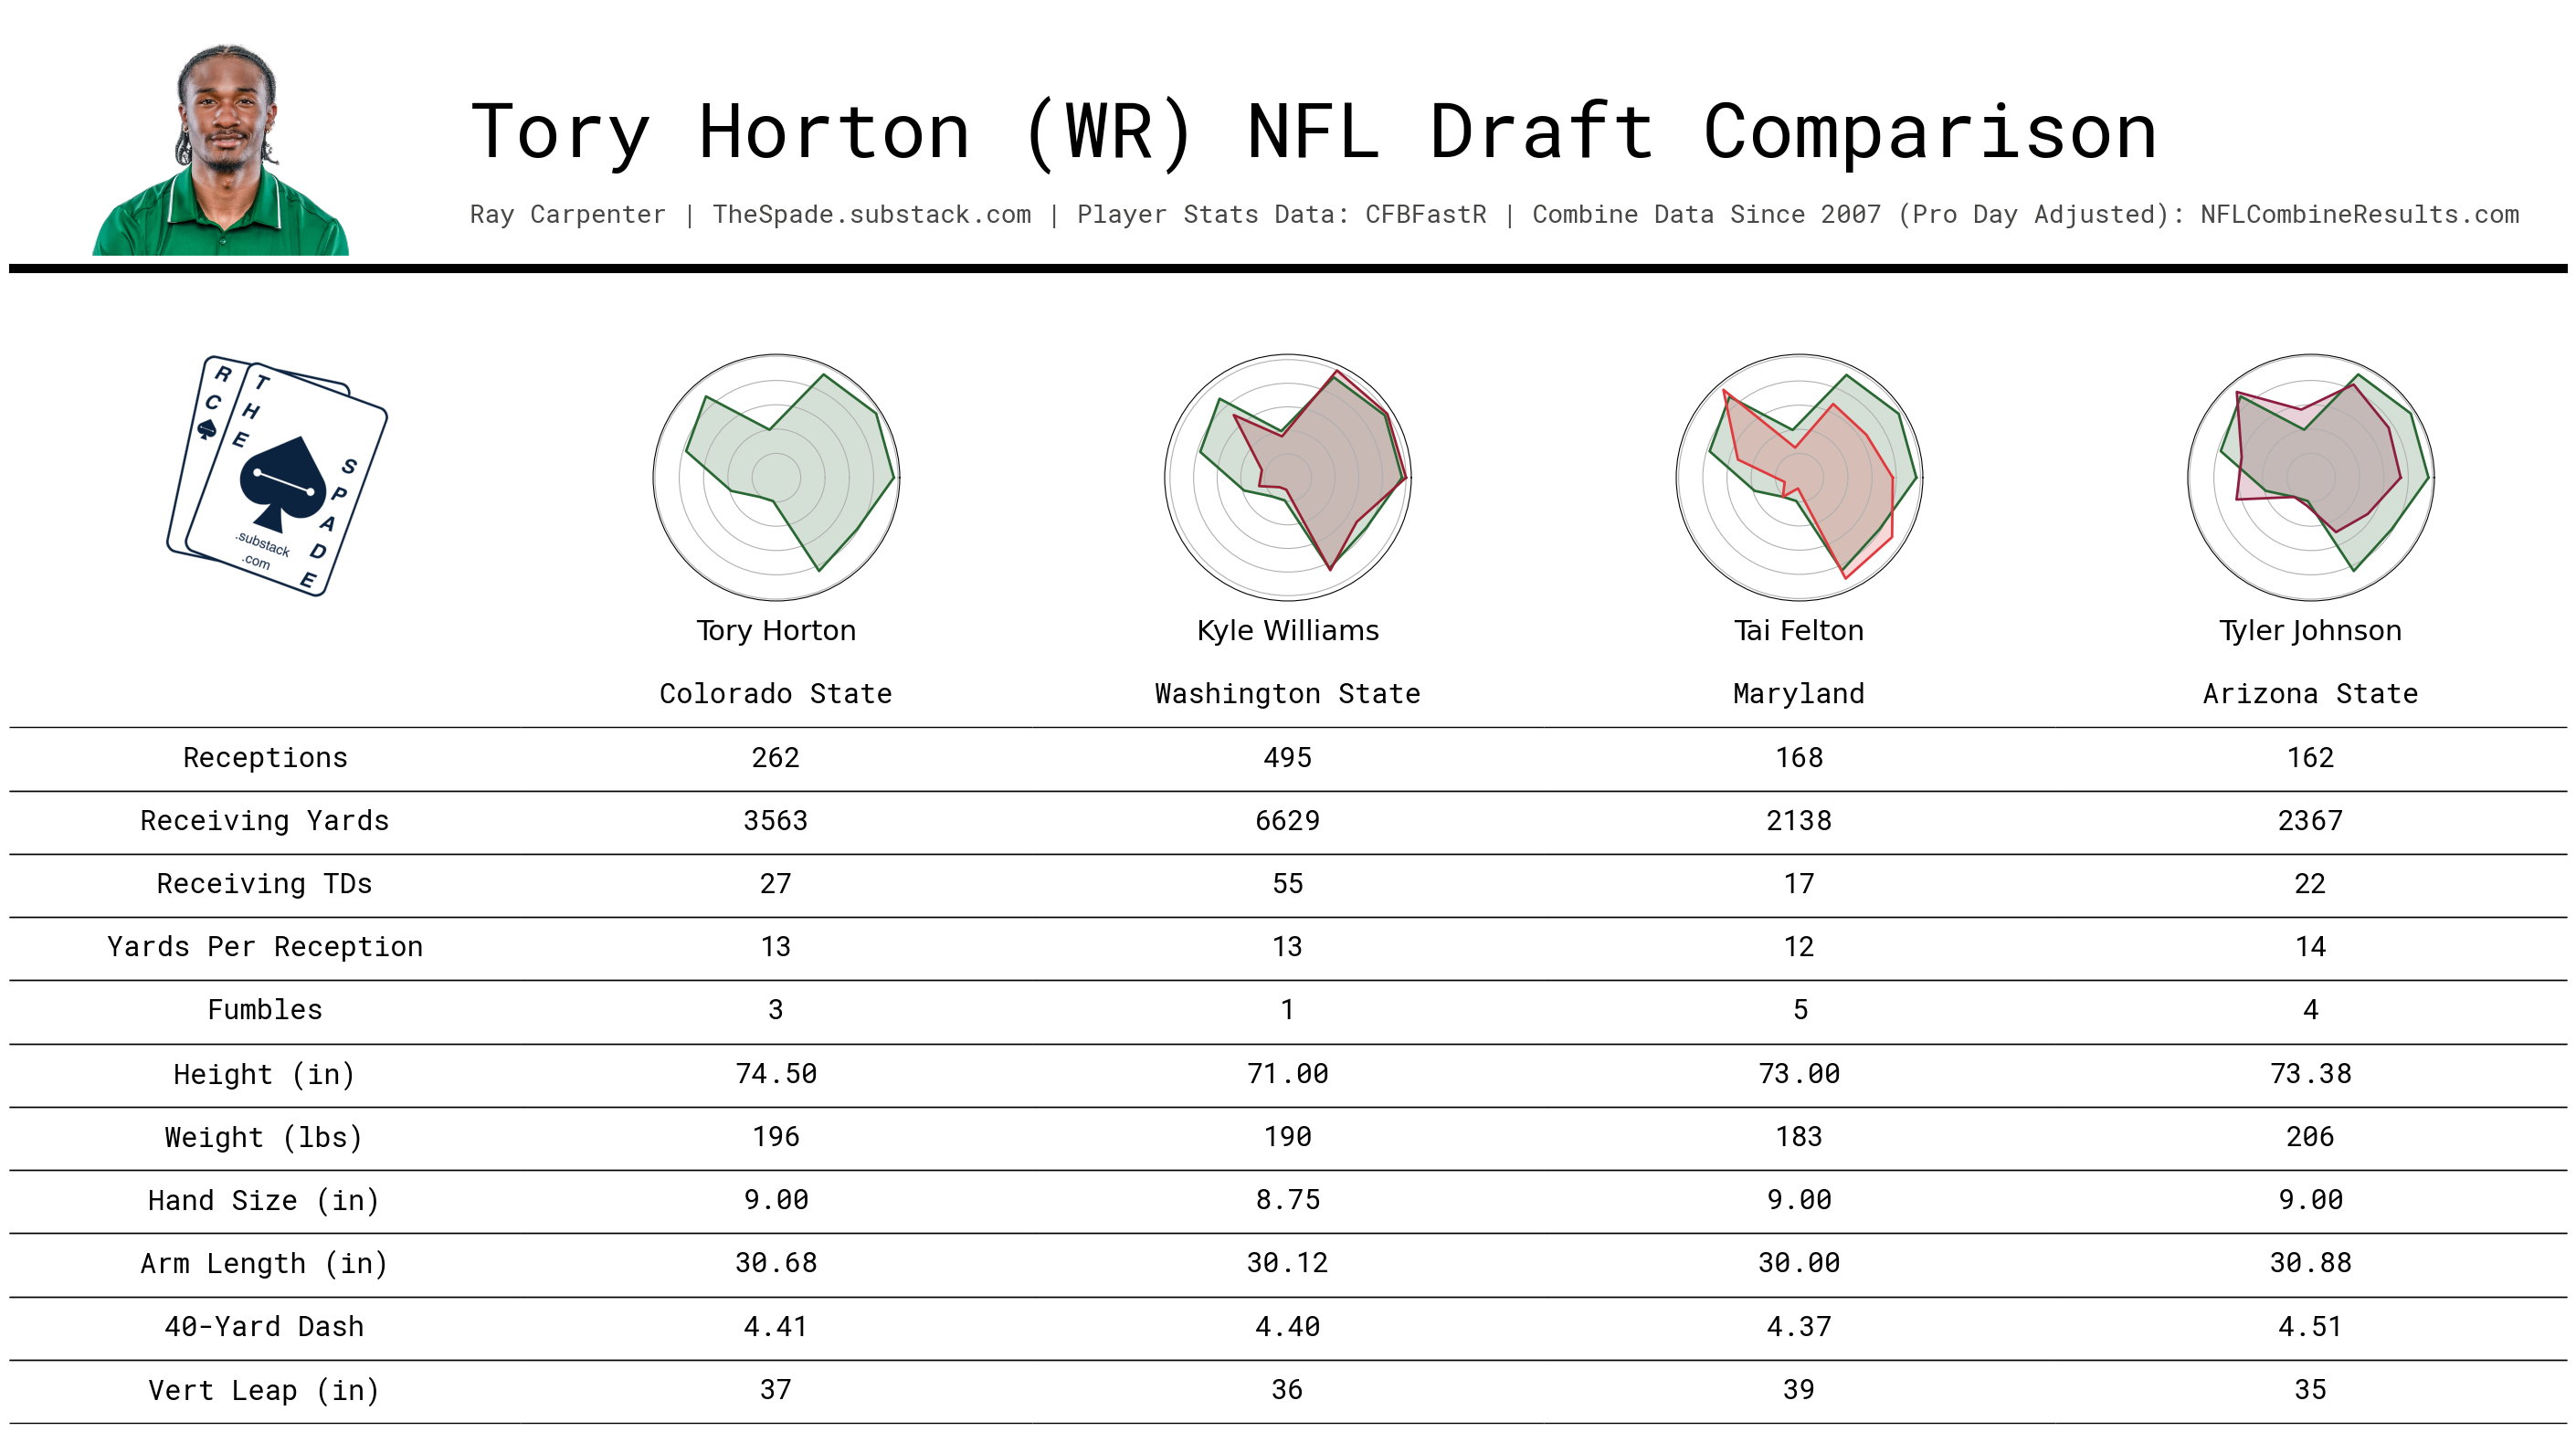 Tory Horton (WR) NFL Draft Comparison
Ray Carpenter | TheSpade.substack.com | Player Stats Data: CFBFastR | Combine Data Since 2007 (Pro Day Adjusted): NFLCombineResults.com
RC
THE
SPADE
.substack
.com
Tory Horton Kyle Williams Tai Felton Tyler Johnson
Colorado State Washington State Maryland Arizona State
Receptions 262 495 168 162
Receiving Yards 3563 6629 2138 2367
Receiving TDs 27 55 17 22
Yards Per Reception 13 13 12 14
Fumbles 3 1 5 4
Height (in) 74.50 71.00 73.00 73.38
Weight (lbs) 196 190 183 206
Hand Size (in) 9.00 8.75 9.00 9.00
Arm Length (in) 30.68 30.12 30.00 30.88
40-Yard Dash 4.41 4.40 4.37 4.51
Vert Leap (in) 37 36 39 35